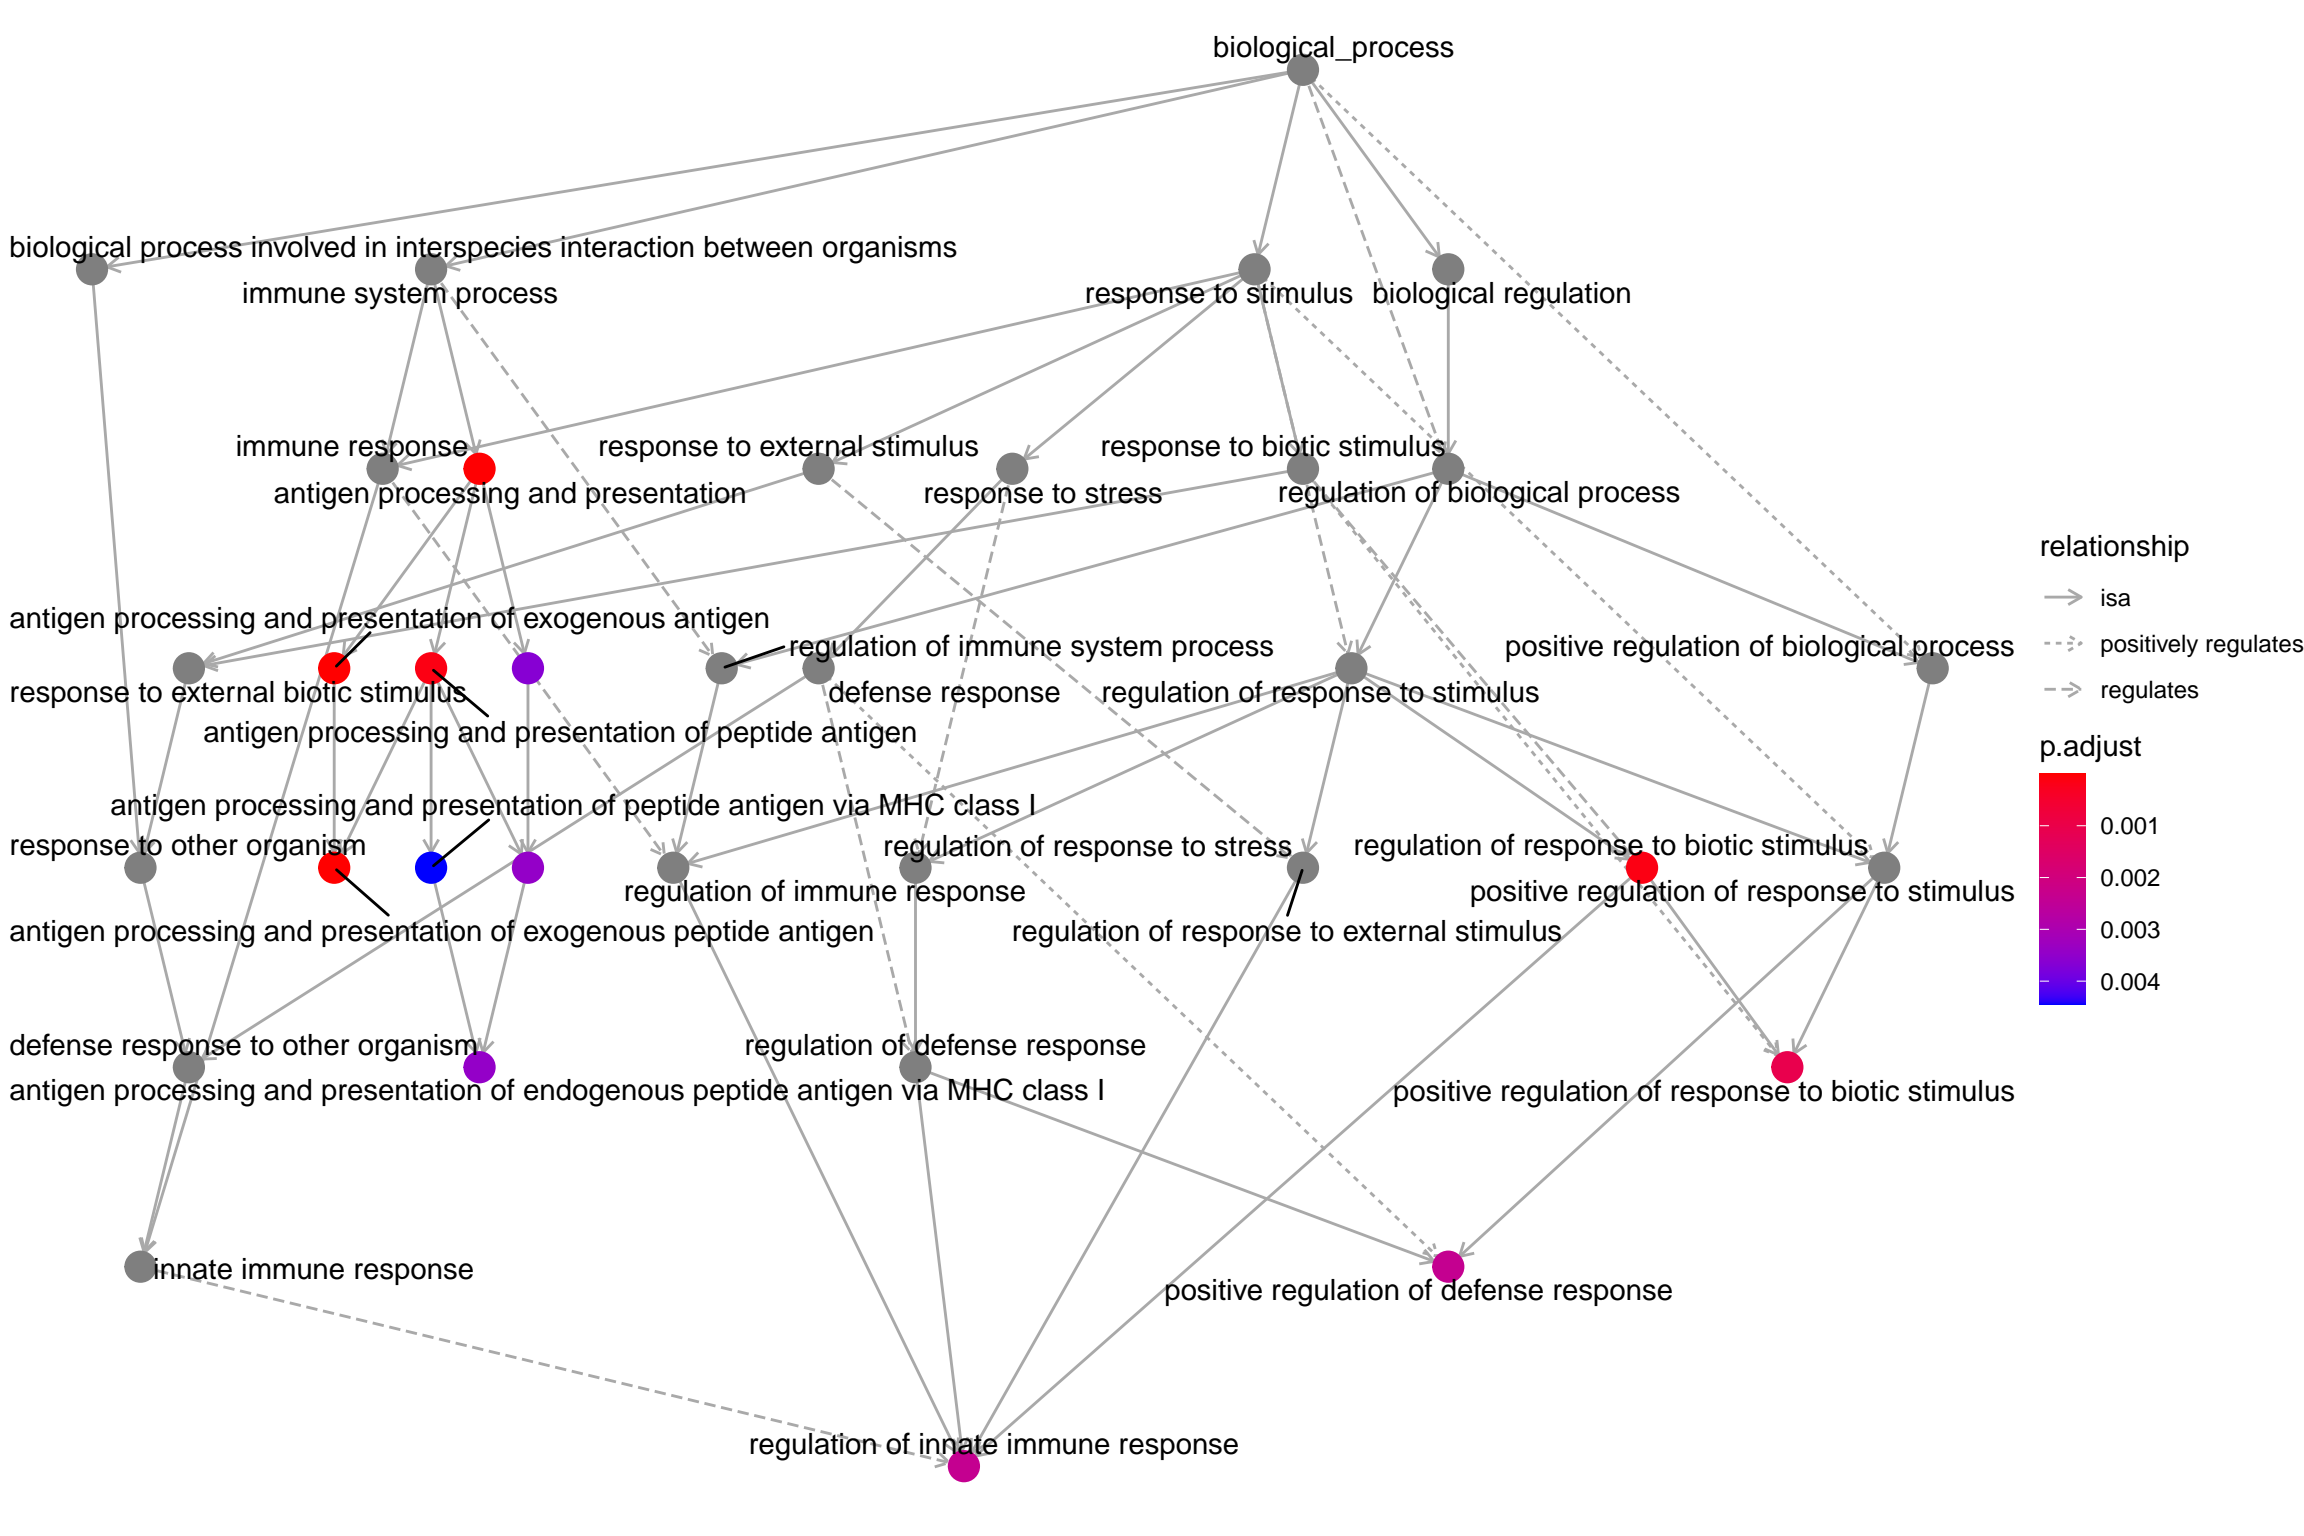 biological_process
biological process involved in interspecies interaction between organisms
immune system process
response to stimulus
biological regulation
immune response
response to external stimulus
response to biotic stimulus
antigen processing and presentation
response to stress
regulation of biological process
relationship
isa
positively regulates
regulates
antigen processing and presentation of exogenous antigen
regulation of immune system process
positive regulation of biological process
response to external biotic stimulus
defense response
regulation of response to stimulus
antigen processing and presentation of peptide antigen
p.adjust
0.001
0.002
0.003
0.004
antigen processing and presentation of peptide antigen via MHC class I
response to other organism
regulation of response to stress
regulation of response to biotic stimulus
regulation of immune response
positive regulation of response to stimulus
antigen processing and presentation of exogenous peptide antigen
regulation of response to external stimulus
defense response to other organism
regulation of defense response
antigen processing and presentation of endogenous peptide antigen via MHC class I
positive regulation of response to biotic stimulus
innate immune response
positive regulation of defense response
regulation of innate immune response